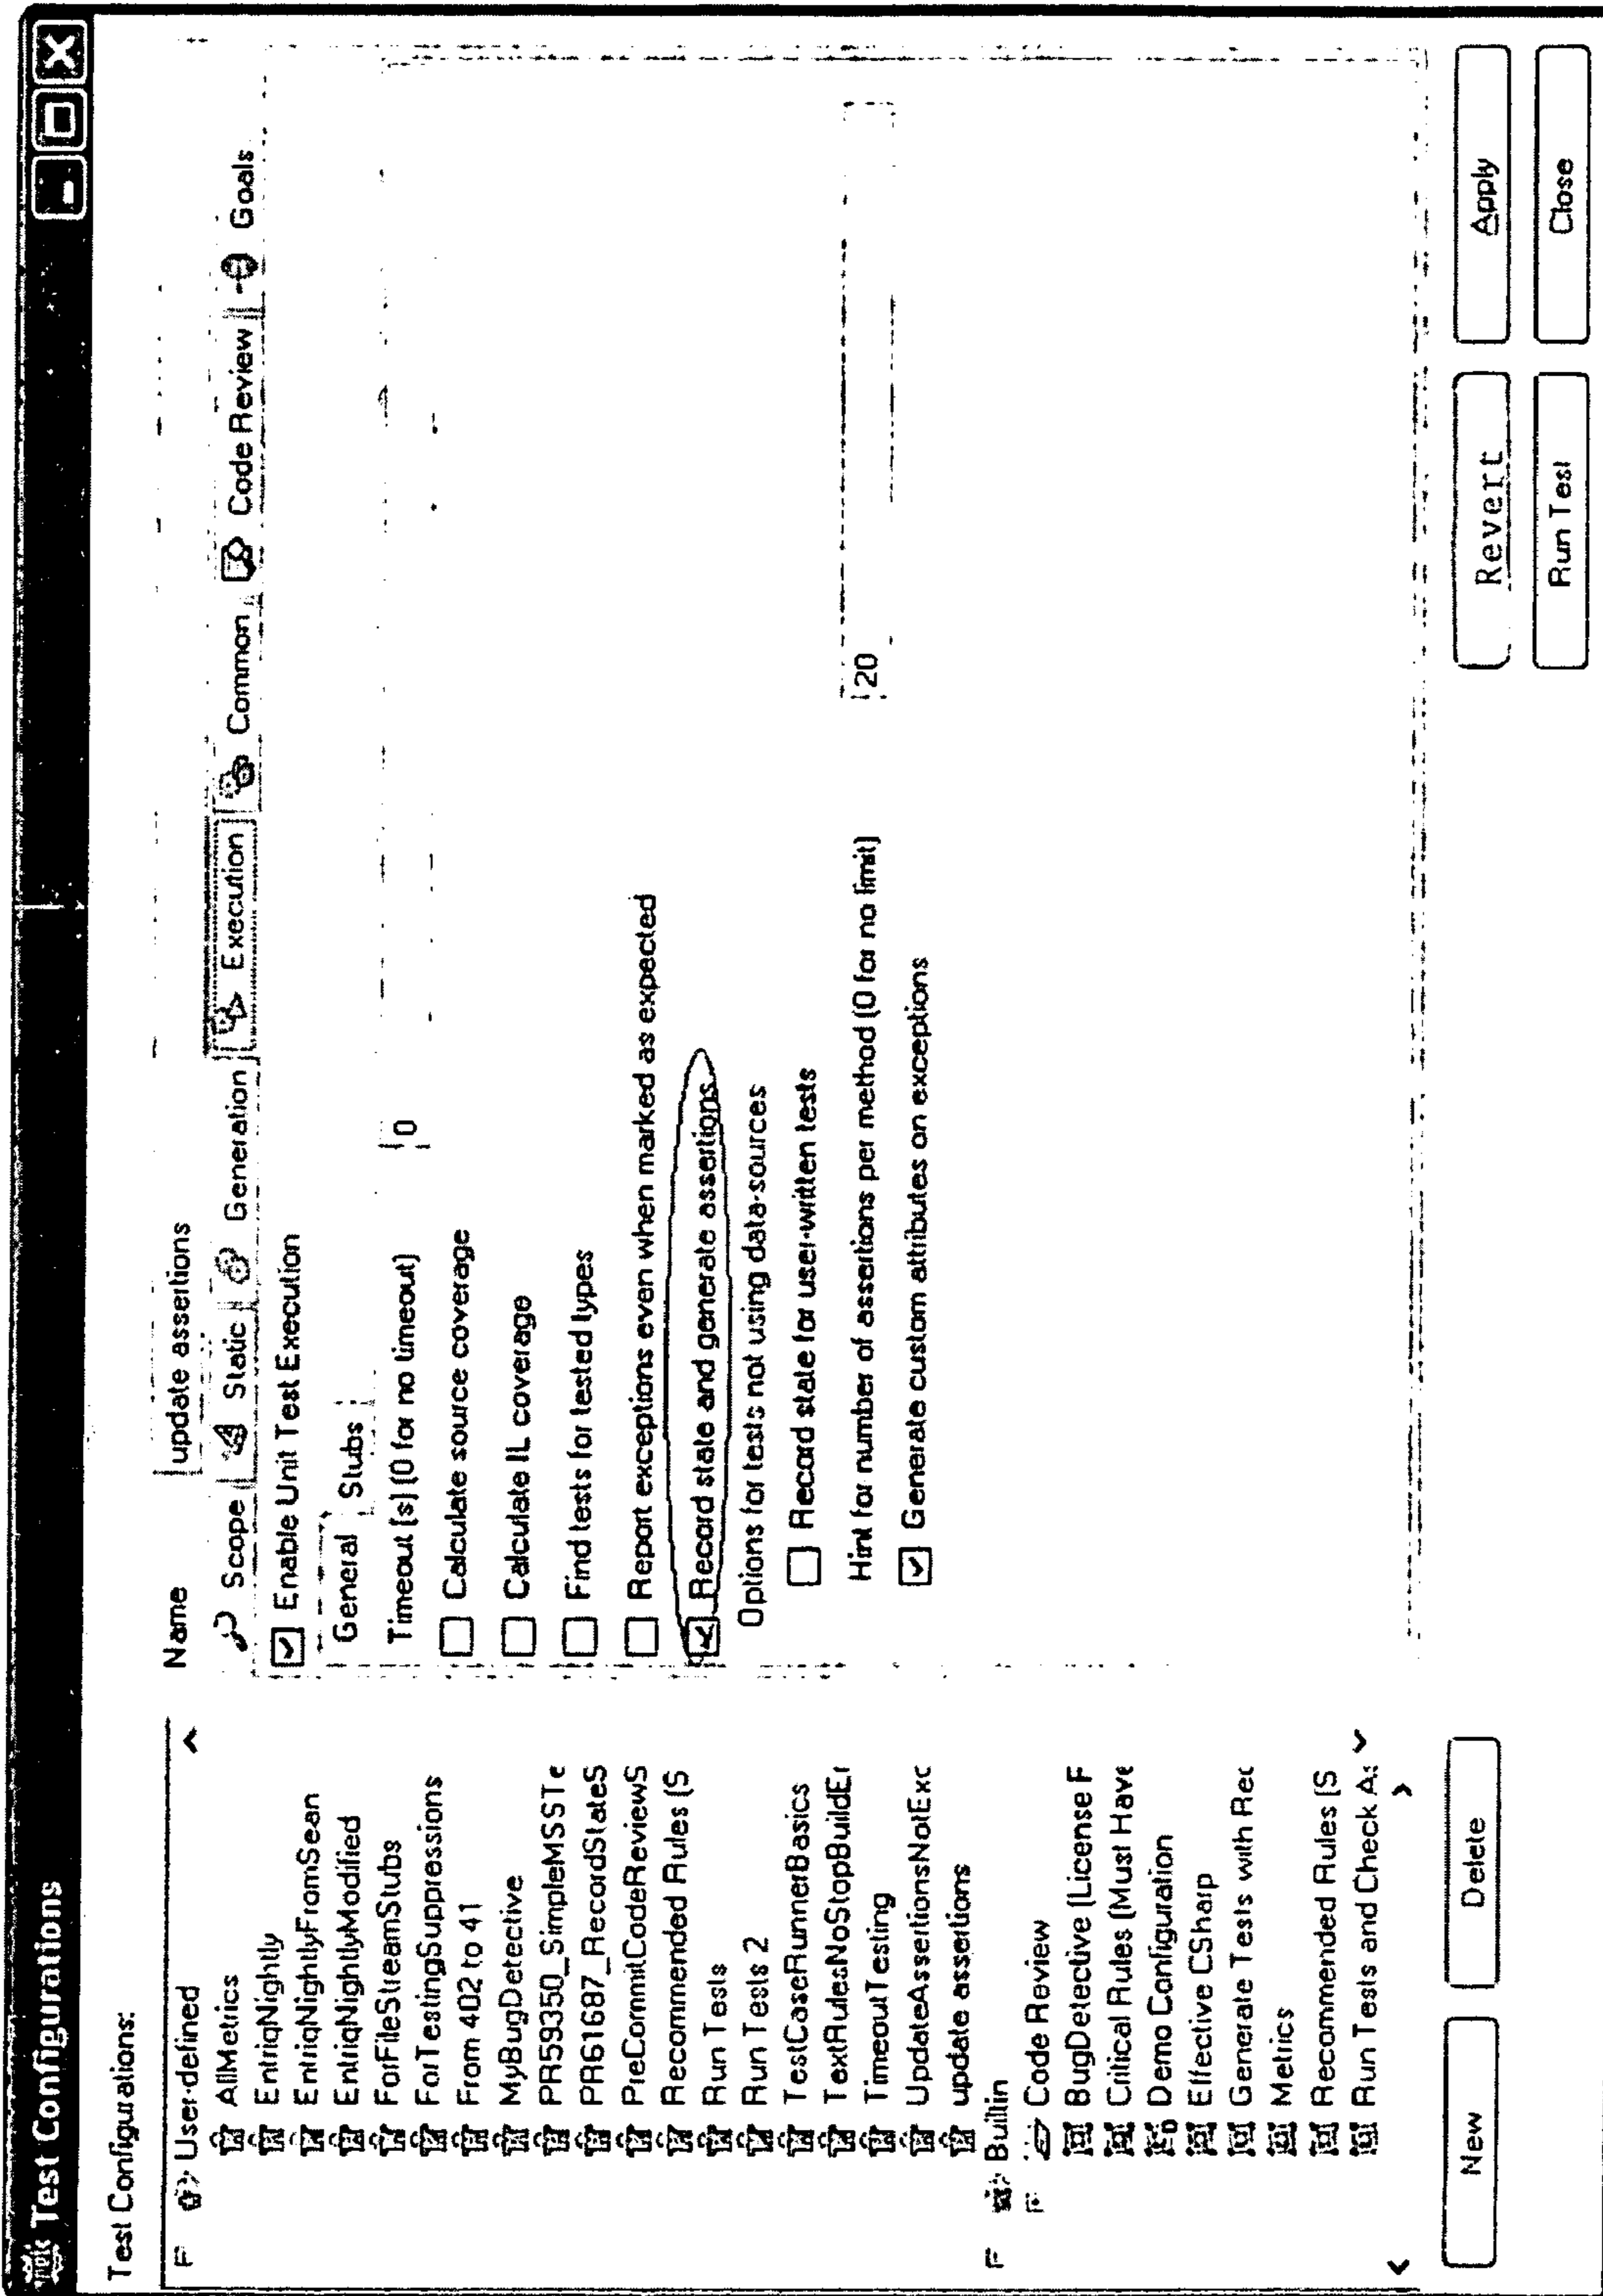 Test Configurations
Test Configurations:
User-defined
AllMetrics
EntriqNightly
EntriqNightlyFromSean
EntriqNightlyModified
ForFileStreamStubs
ForTestingSuppressions
From 402 to 41
MyBugDetective
PR59350_SimpleMSSTe
PR61687_RecordStateS
PreCommitCodeReviewS
Recommended Rules (S
Run Tests
Run Tests 2
TestCaseRunnerBasics
TextRulesNoStopBuildEr
TimeoutTesting
UpdateAssertionsNotExc
update assertions
Builtin
Code Review
BugDetective (License F
Critical Rules (Must Have
Demo Configuration
Effective CSharp
Generate Tests with Rec
Metrics
Recommended Rules (S
Run Tests and Check As
New Delete
Name update assertions
Scope Static Generation Execution Common Code Review Goals
Enable Unit Test Execution
General Stubs
Timeout (s) (0 for no timeout) 0
Calculate source coverage
Calculate IL coverage
Find tests for tested types
Report exceptions even when marked as expected
Record state and generate assertions
Options for tests not using data-sources
Record state for user-written tests
Hint for number of assertions per method (0 for no limit) 20
Generate custom attributes on exceptions
Revert Apply
Run Test Close